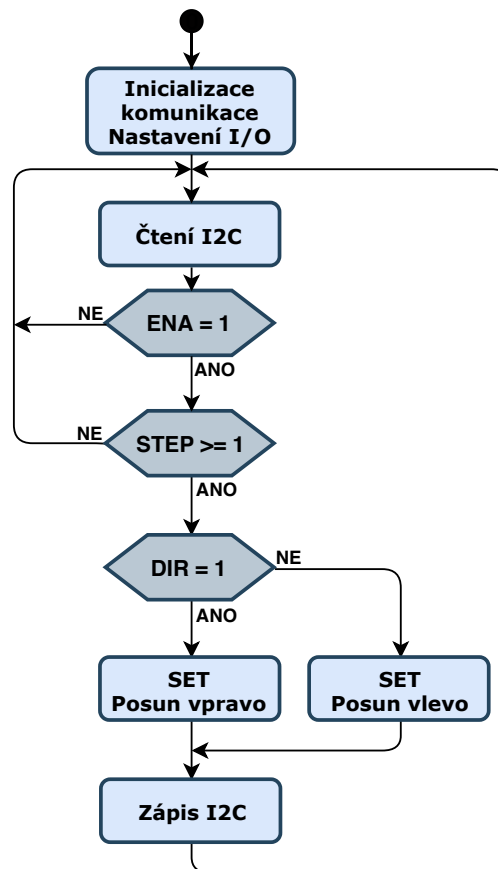 Inicializace
komunikace
Nastavení I/O
Čtení I2C
NE
ENA = 1
ANO
NE
STEP >= 1
ANO
DIR = 1
NE
ANO
SET
Posun vpravo
SET
Posun vlevo
Zápis I2C